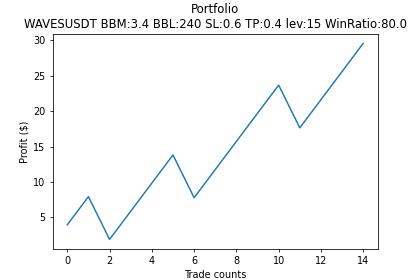 Portfolio
WAVESUSDT BBM:3.4 BBL:240 SL:0.6 TP:0.4 lev:15 WinRatio:80.0
30
25
20
15
10
5
Profit ($)
0 2 4 6 8 10 12 14
Trade counts